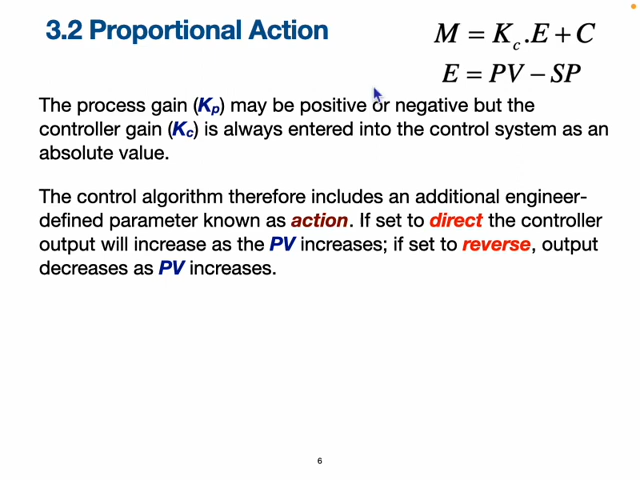 3.2 Proportional Action
M = Kc.E + C
E = PV − SP
The process gain (Kp) may be positive or negative but the
controller gain (Kc) is always entered into the control system as an
absolute value.
The control algorithm therefore includes an additional engineer-
defined parameter known as action. If set to direct the controller
output will increase as the PV increases; if set to reverse, output
decreases as PV increases.
6